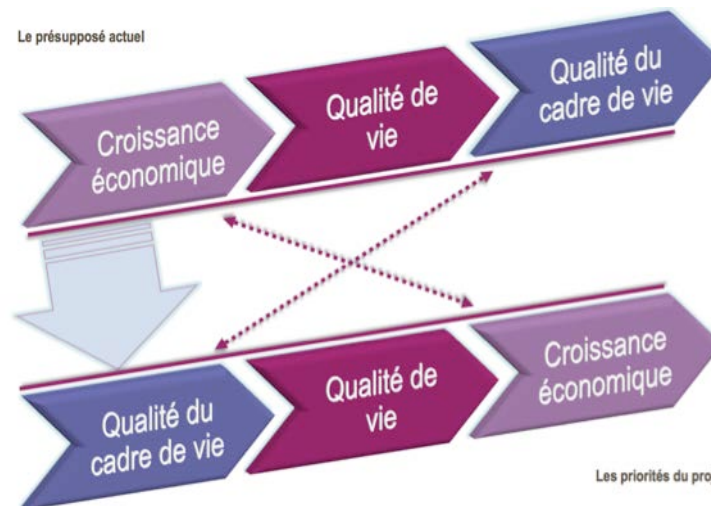 Le présupposé actuel
Croissance
économique
Qualité de
vie
Qualité du
cadre de vie
Qualité du
cadre de vie
Qualité de
vie
Croissance
économique
Les priorités du